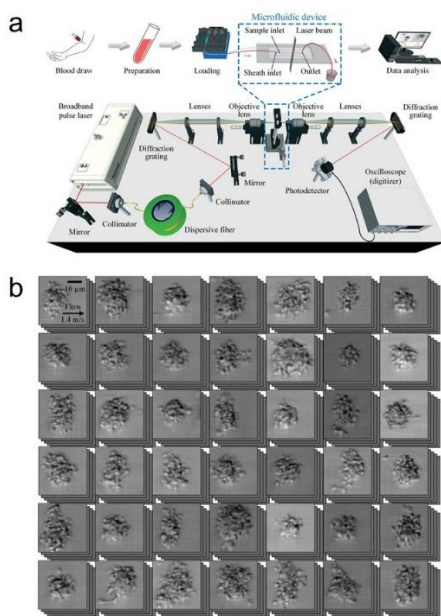 a
Microfluidic device
Sample inlet
Laser beam
Sheath inlet
Outlet
Blood draw
Preparation
Loading
Data analysis
Broadband
pulse laser
Lenses
Objective
lens
Objective
lens
Lenses
Diffraction
grating
Diffraction
grating
Mirror
Collimator
Photodetector
Oscilloscope
(digitizer)
Mirror
Collimator
Dispersive fiber
b
10 μm
Flow
1.4 m/s